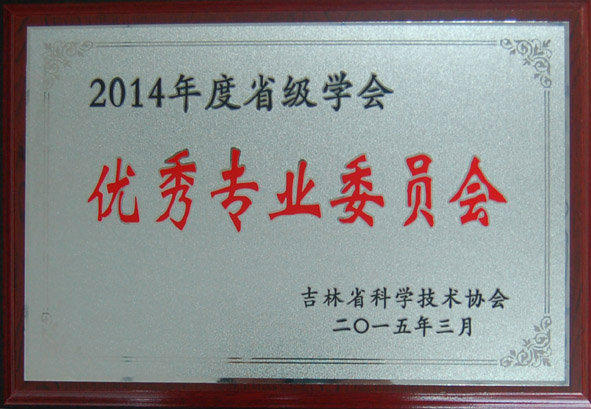 2014年度省级学会
优秀专业委员会
吉林省科学技术协会
二〇一五年三月